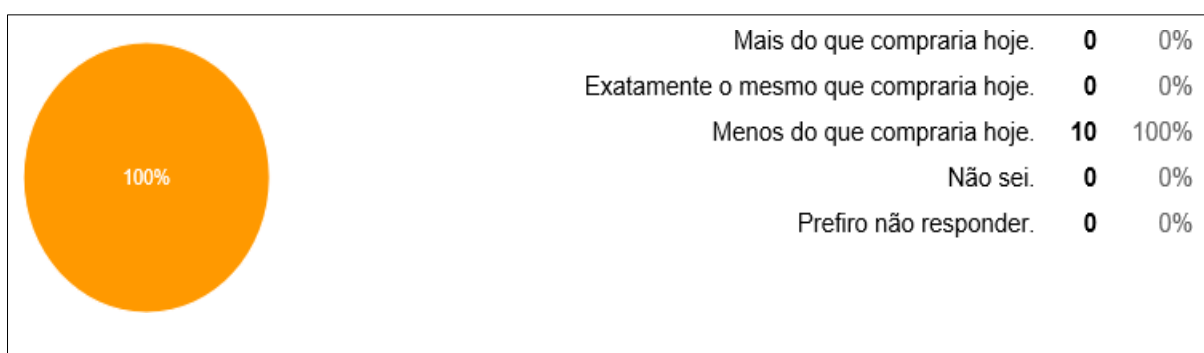 Mais do que compraria hoje. 0 0%
Exatamente o mesmo que compraria hoje. 0 0%
Menos do que compraria hoje. 10 100%
100%
Não sei. 0 0%
Prefiro não responder. 0 0%